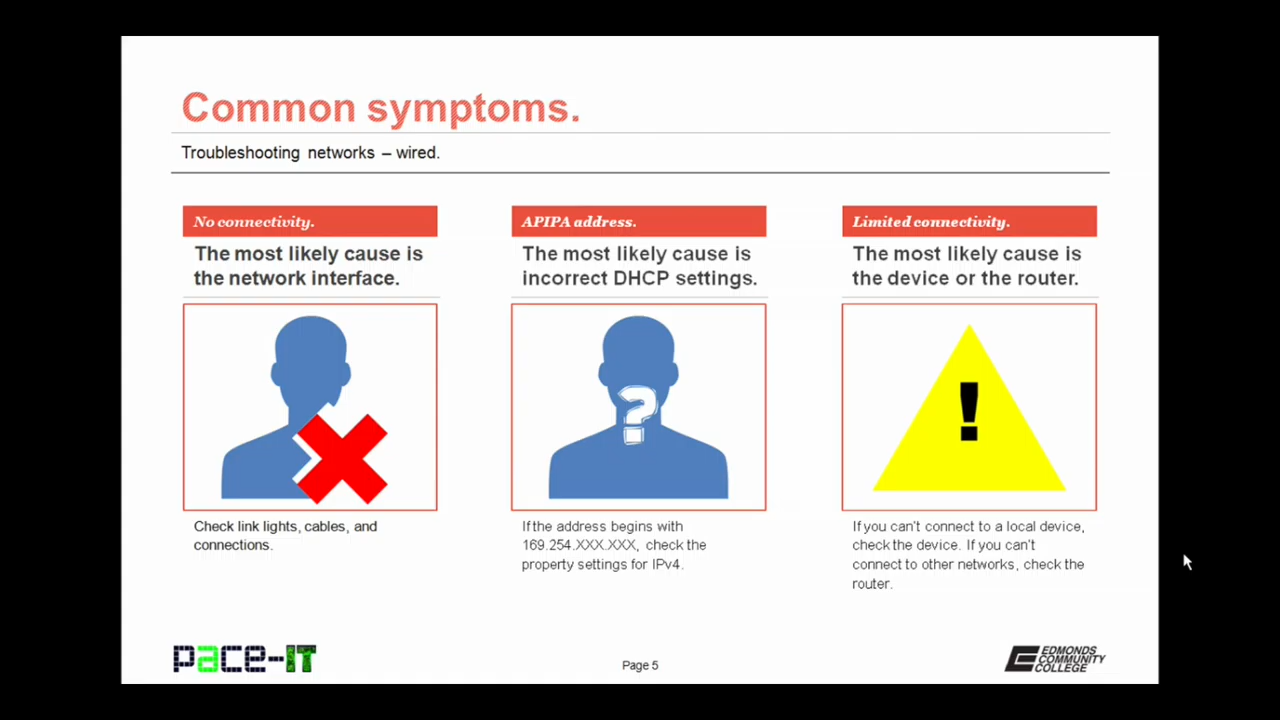 Common symptoms.
Troubleshooting networks – wired.
No connectivity.
The most likely cause is
the network interface.
Check link lights, cables, and
connections.
APIPA address.
The most likely cause is
incorrect DHCP settings.
?
If the address begins with
169.254.XXX.XXX, check the
property settings for IPv4.
Limited connectivity.
The most likely cause is
the device or the router.
!
If you can't connect to a local device,
check the device. If you can't
connect to other networks, check the
router.
pace-IT
Page 5
EDMONDS
COMMUNITY
COLLEGE